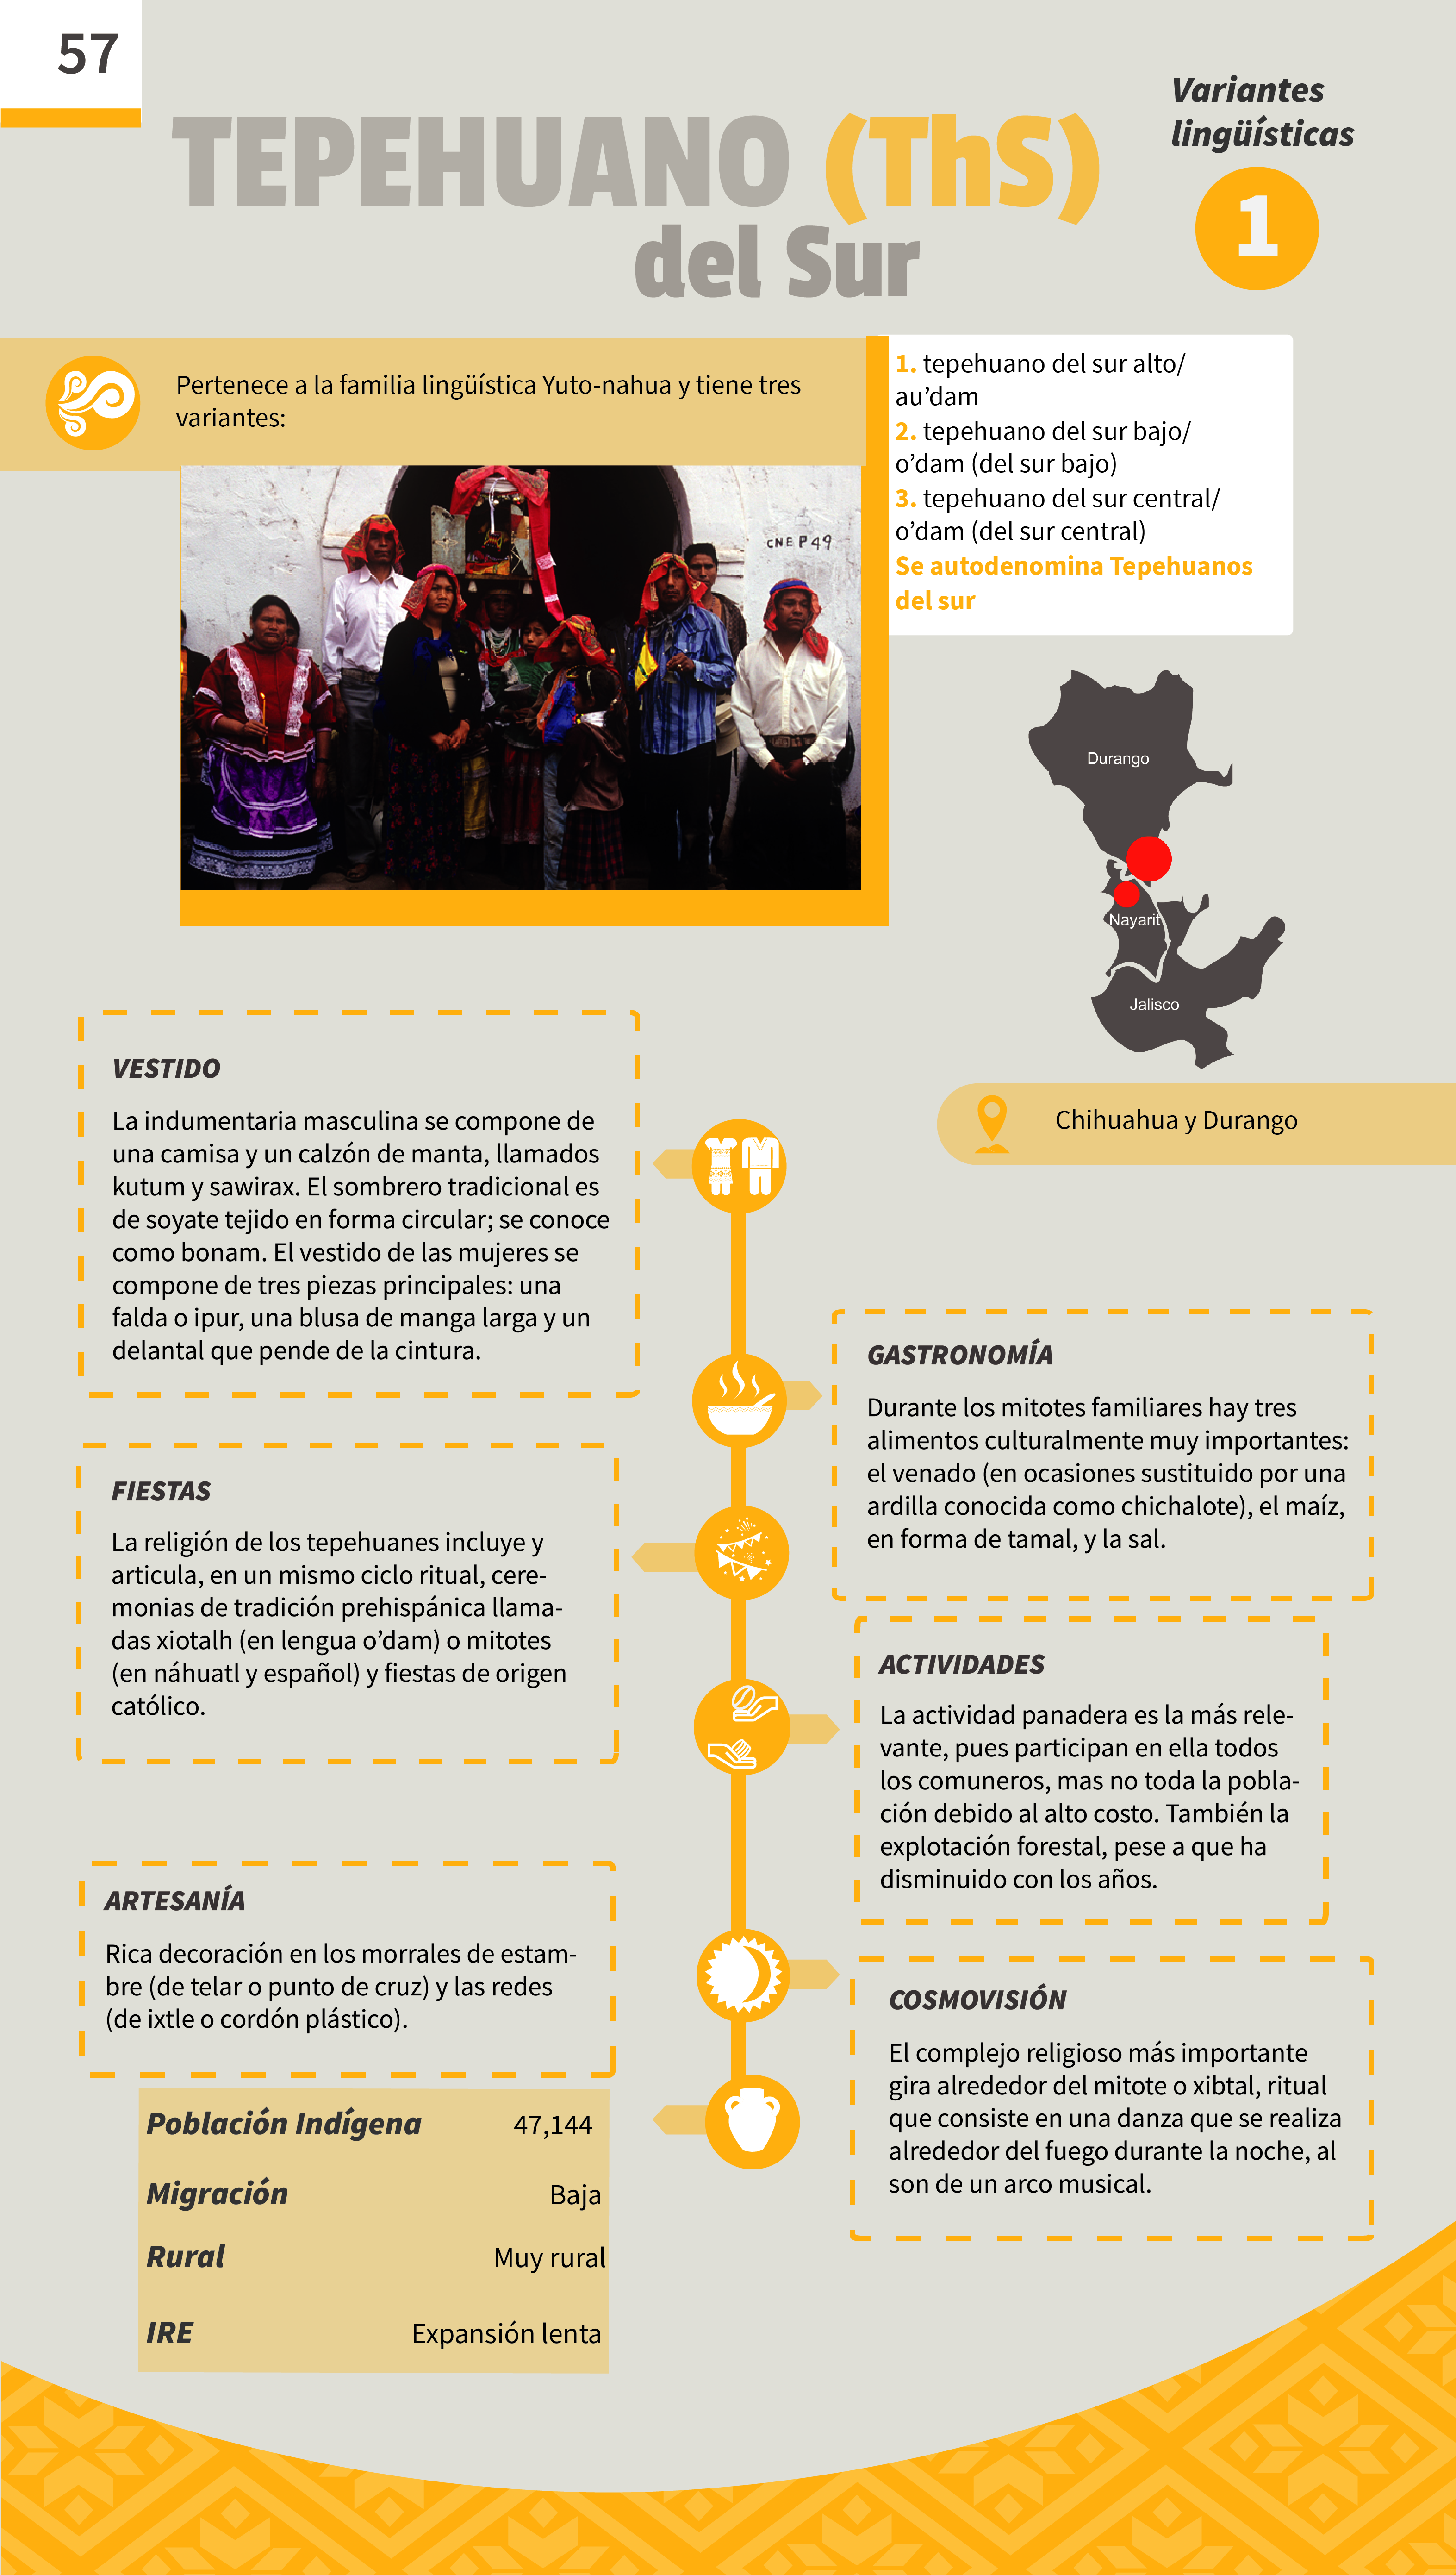 57
TEPEHUANO (ThS)
del Sur
Variantes
lingüísticas
1
Pertenece a la familia lingüística Yuto-nahua y tiene tres
variantes:
1. tepehuano del sur alto/
au’dam
2. tepehuano del sur bajo/
o’dam (del sur bajo)
3. tepehuano del sur central/
o’dam (del sur central)
Se autodenomina Tepehuanos
del sur
CNE P 49
Durango
Nayarit
Jalisco
Chihuahua y Durango
VESTIDO
La indumentaria masculina se compone de
una camisa y un calzón de manta, llamados
kutum y sawirax. El sombrero tradicional es
de soyate tejido en forma circular; se conoce
como bonam. El vestido de las mujeres se
compone de tres piezas principales: una
falda o ipur, una blusa de manga larga y un
delantal que pende de la cintura.
GASTRONOMÍA
Durante los mitotes familiares hay tres
alimentos culturalmente muy importantes:
el venado (en ocasiones sustituido por una
ardilla conocida como chichalote), el maíz,
en forma de tamal, y la sal.
FIESTAS
La religión de los tepehuanes incluye y
articula, en un mismo ciclo ritual, cere-
monias de tradición prehispánica llama-
das xiotalh (en lengua o’dam) o mitotes
(en náhuatl y español) y fiestas de origen
católico.
ACTIVIDADES
La actividad panadera es la más rele-
vante, pues participan en ella todos
los comuneros, mas no toda la pobla-
ción debido al alto costo. También la
explotación forestal, pese a que ha
disminuido con los años.
ARTESANÍA
Rica decoración en los morrales de estam-
bre (de telar o punto de cruz) y las redes
(de ixtle o cordón plástico).
COSMOVISIÓN
El complejo religioso más importante
gira alrededor del mitote o xibtal, ritual
que consiste en una danza que se realiza
alrededor del fuego durante la noche, al
son de un arco musical.
Población Indígena 47,144
Migración Baja
Rural Muy rural
IRE Expansión lenta